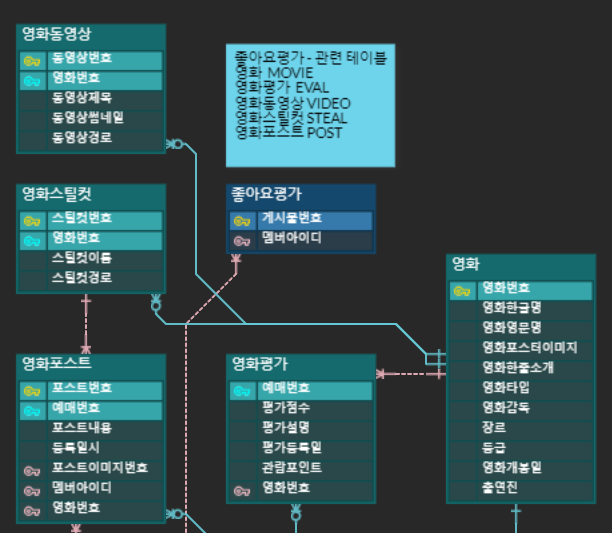 영화동영상
동영상번호
영화번호
동영상제목
동영상썸네일
동영상경로
좋아요평가 - 관련 테이블
영화 MOVIE
영화평가 EVAL
영화동영상 VIDEO
영화스틸컷 STEAL
영화포스트 POST
영화스틸컷
스틸컷번호
영화번호
스틸컷이름
스틸컷경로
좋아요평가
게시물번호
멤버아이디
영화
영화번호
영화한글명
영화영문명
영화포스터이미지
영화한줄소개
영화타입
영화감독
장르
등급
영화개봉일
출연진
영화포스트
포스트번호
예매번호
포스트내용
등록일시
포스트이미지번호
멤버아이디
영화번호
영화평가
예매번호
평가점수
평가설명
평가등록일
관람포인트
영화번호